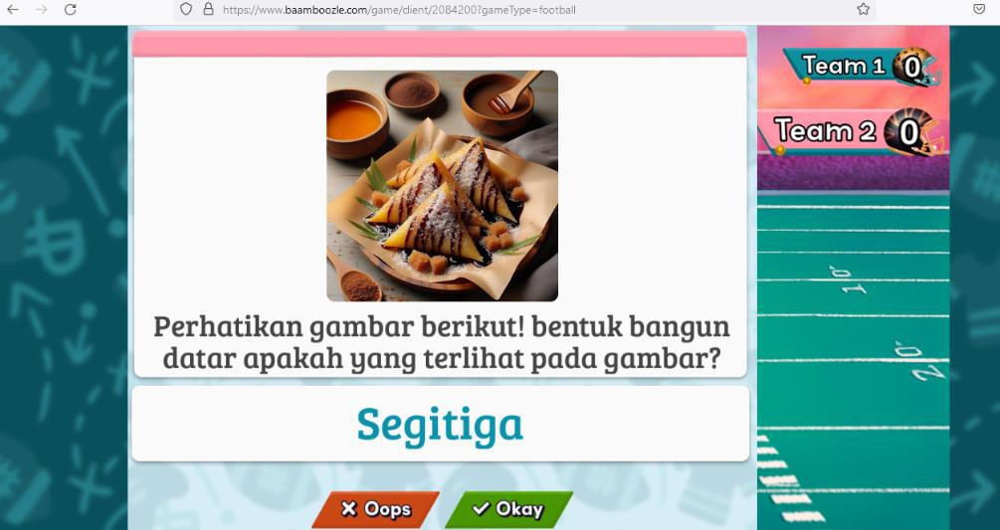 https://www.baamboozle.com/game/client/2084200?gameType=football
Team 1 0
Team 2 0
Perhatikan gambar berikut! bentuk bangun
datar apakah yang terlihat pada gambar?
Segitiga
Oops
Okay
10
20